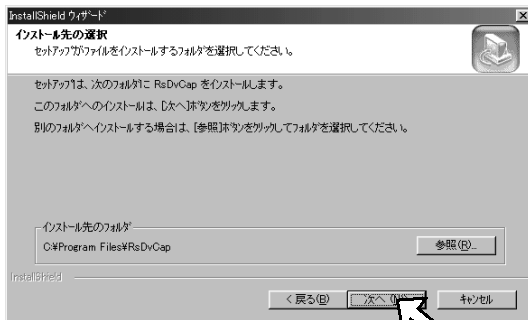 InstallShield ウィザード
インストール先の選択
セットアップがファイルをインストールするフォルダを選択してください。
セットアップは、次のフォルダに RsDvCap をインストールします。
このフォルダへのインストールは、[次へ]ボタンをクリックします。
別のフォルダへインストールする場合は、[参照]ボタンをクリックしてフォルダを選択してください。
インストール先のフォルダ
C:¥Program Files¥RsDvCap
参照(R)...
InstallShield
< 戻る(B)
次へ
キャンセル